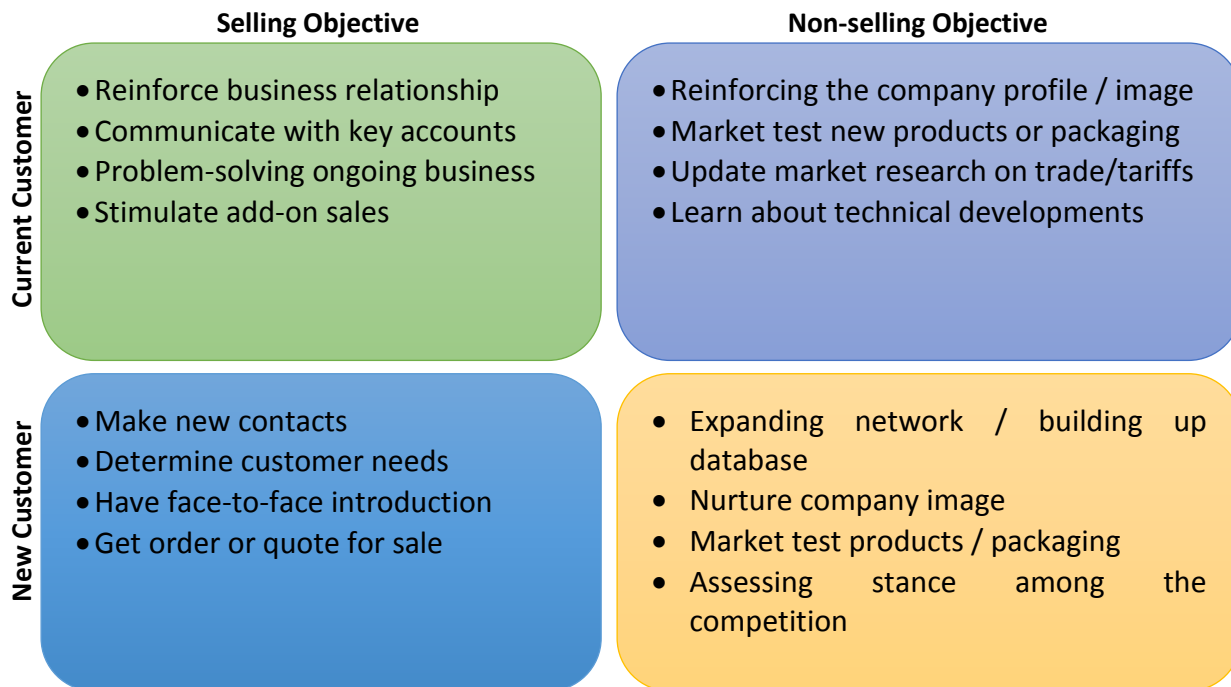 Selling Objective
Non-selling Objective
Current Customer
• Reinforce business relationship
• Communicate with key accounts
• Problem-solving ongoing business
• Stimulate add-on sales
• Reinforcing the company profile / image
• Market test new products or packaging
• Update market research on trade/tariffs
• Learn about technical developments
New Customer
• Make new contacts
• Determine customer needs
• Have face-to-face introduction
• Get order or quote for sale
• Expanding network / building up
database
• Nurture company image
• Market test products / packaging
• Assessing stance among the
competition